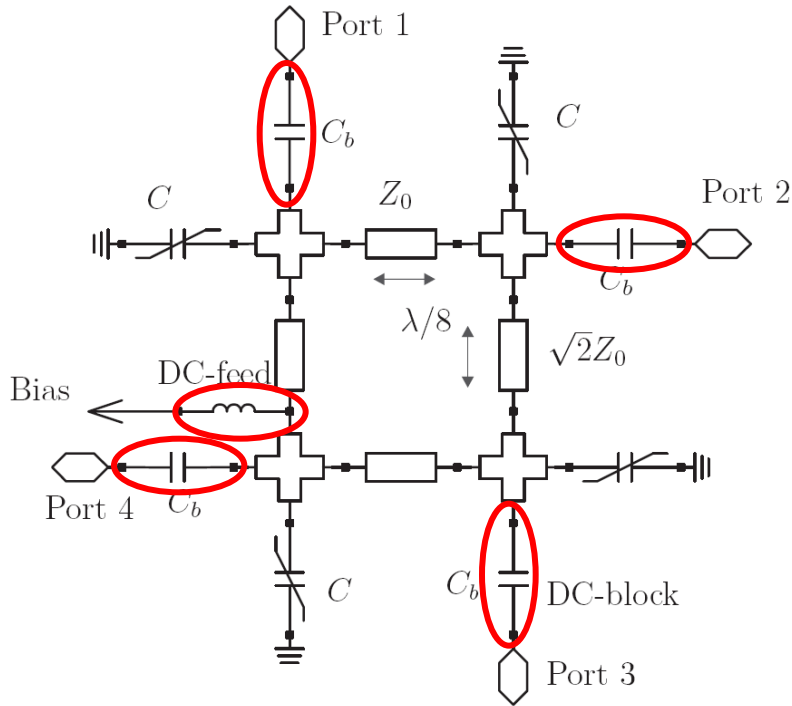 Port 1
C
C_b
C
Z_0
Port 2
C_b
λ/8
√2Z_0
DC-feed
Bias
C_b
Port 4
C
C_b
DC-block
Port 3